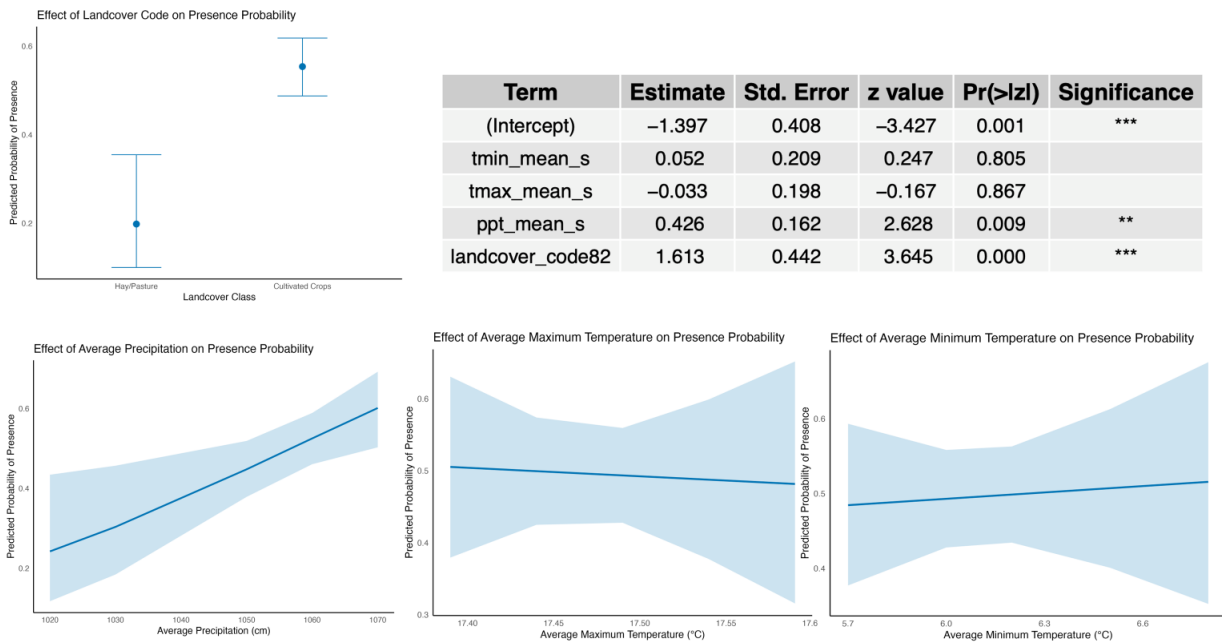 Effect of Landcover Code on Presence Probability
Predicted Probability of Presence
0.6
0.4
0.2
Hay/Pasture Cultivated Crops
Landcover Class
Term Estimate Std. Error z value Pr(>|z|) Significance
(Intercept) −1.397 0.408 −3.427 0.001 ***
tmin_mean_s 0.052 0.209 0.247 0.805
tmax_mean_s −0.033 0.198 −0.167 0.867
ppt_mean_s 0.426 0.162 2.628 0.009 **
landcover_code82 1.613 0.442 3.645 0.000 ***
Effect of Average Precipitation on Presence Probability
Predicted Probability of Presence
0.6
0.4
0.2
1020 1030 1040 1050 1060 1070
Average Precipitation (cm)
Effect of Average Maximum Temperature on Presence Probability
Predicted Probability of Presence
0.6
0.5
0.4
0.3
17.40 17.45 17.50 17.55 17.6
Average Maximum Temperature (°C)
Effect of Average Minimum Temperature on Presence Probability
Predicted Probability of Presence
0.6
0.5
0.4
5.7 6.0 6.3 6.6
Average Minimum Temperature (°C)